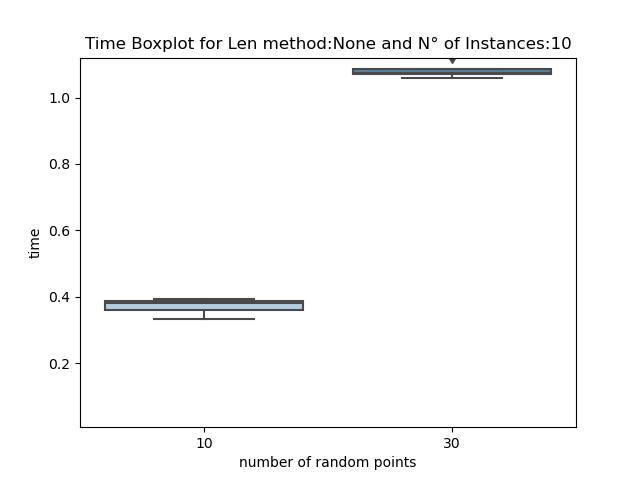 Time Boxplot for Len method:None and N° of Instances:10
1.0
0.8
0.6
0.4
0.2
time
10 30
number of random points